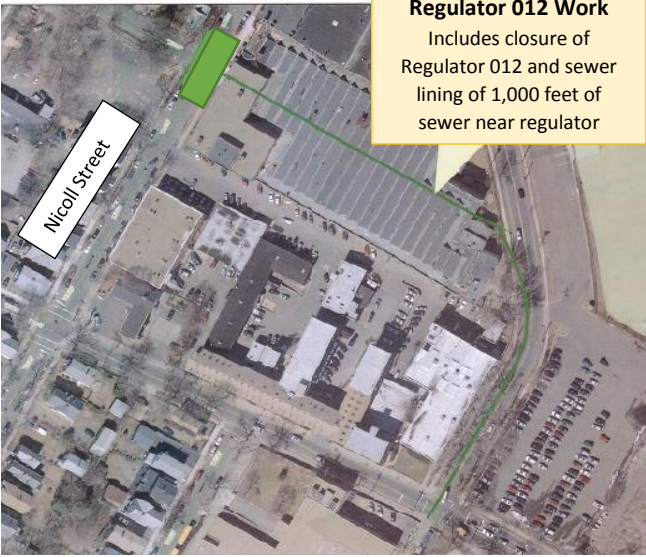 Regulator 012 Work
Includes closure of
Regulator 012 and sewer
lining of 1,000 feet of
sewer near regulator
Nicoll Street